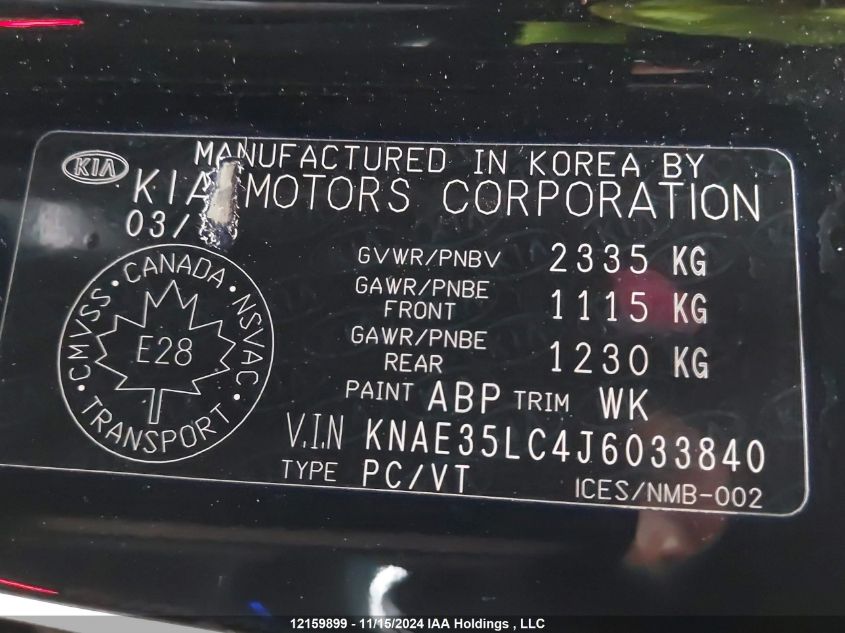 KIA
MANUFACTURED IN KOREA BY
KIA MOTORS CORPORATION
03/
GVWR/PNBV 2335 KG
GAWR/PNBE FRONT 1115 KG
GAWR/PNBE REAR 1230 KG
PAINT ABP TRIM WK
V.I.N KNAE35LC4J6033840
TYPE PC/VT
ICES/NMB-002
CMVSS • CANADA • NSVAC • TRANSPORT •
E28
12159899 - 11/15/2024 IAA Holdings , LLC